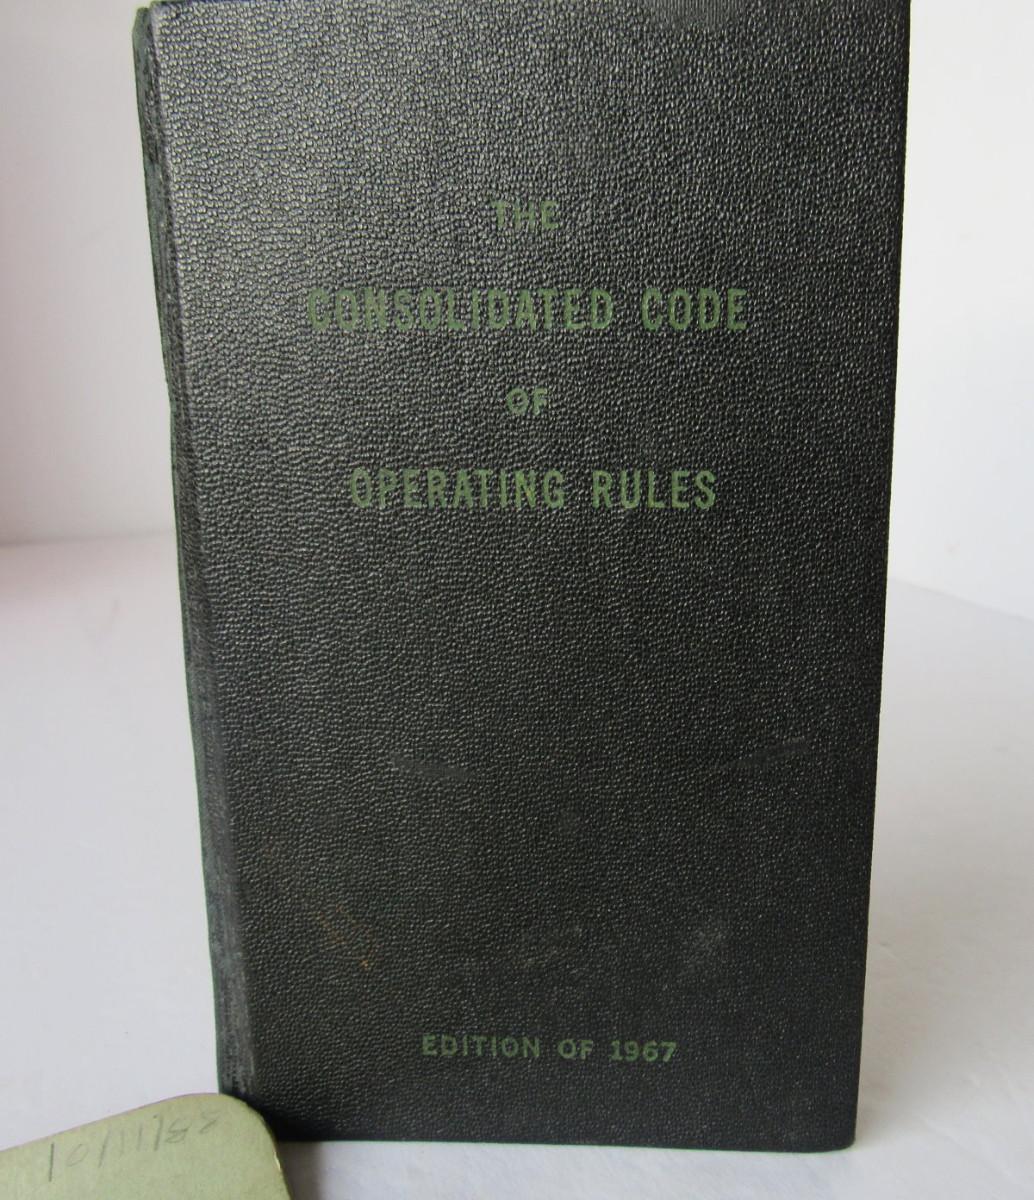 THE
CONSOLIDATED CODE
OF
OPERATING RULES
EDITION OF 1967